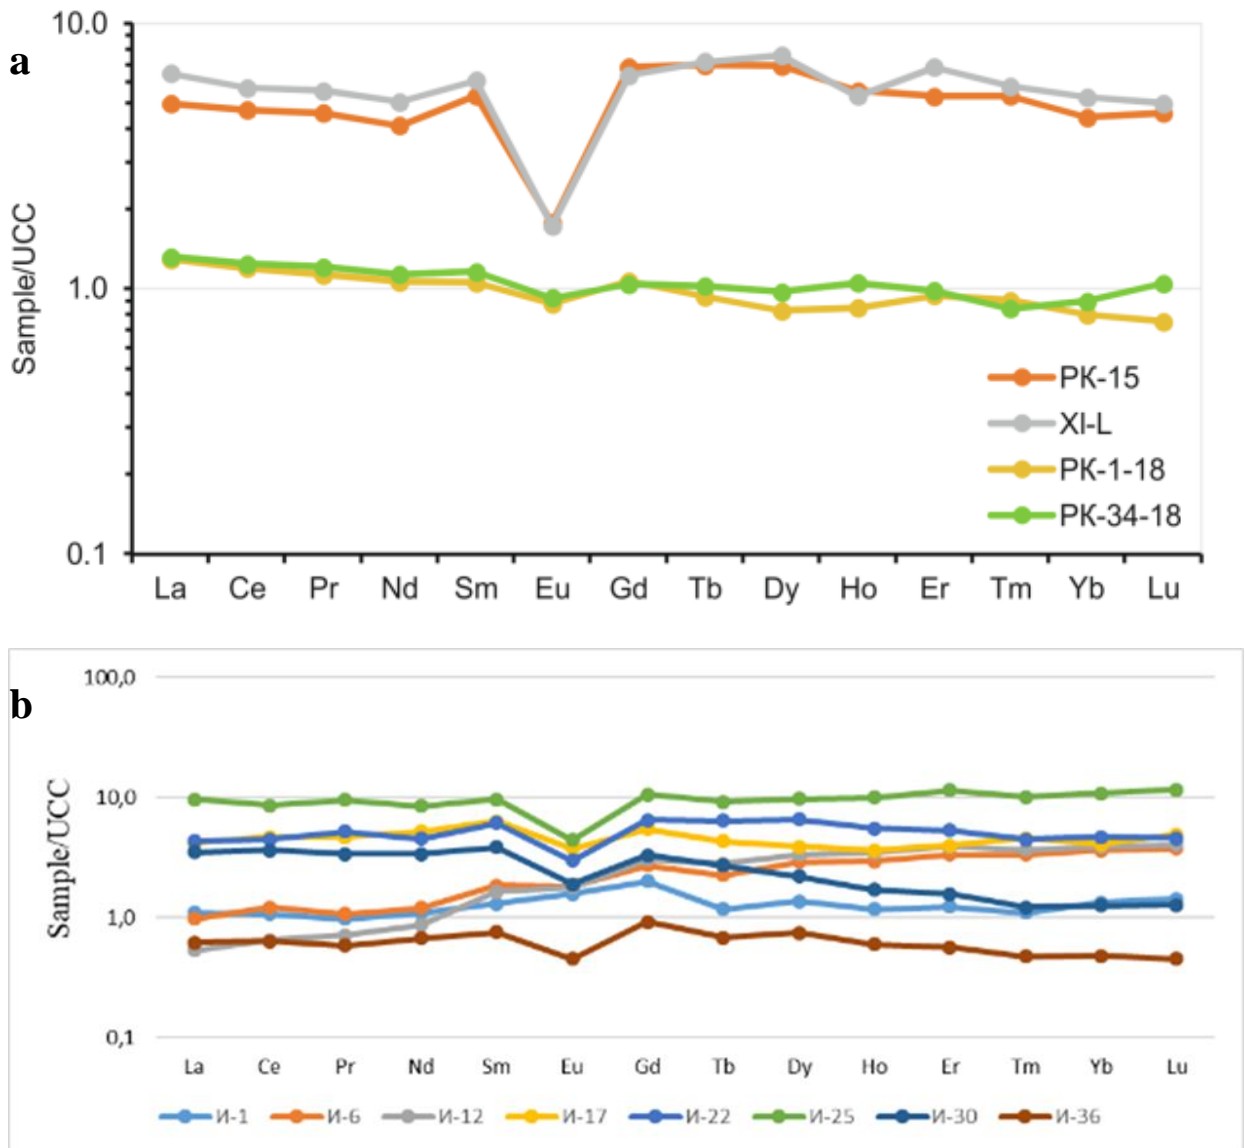 a
10.0
1.0
0.1
Sample/UCC
La Ce Pr Nd Sm Eu Gd Tb Dy Ho Er Tm Yb Lu
РК-15
XI-L
РК-1-18
РК-34-18
b
100,0
10,0
1,0
0,1
Sample/UCC
La Ce Pr Nd Sm Eu Gd Tb Dy Ho Er Tm Yb Lu
И-1 И-6 И-12 И-17 И-22 И-25 И-30 И-36